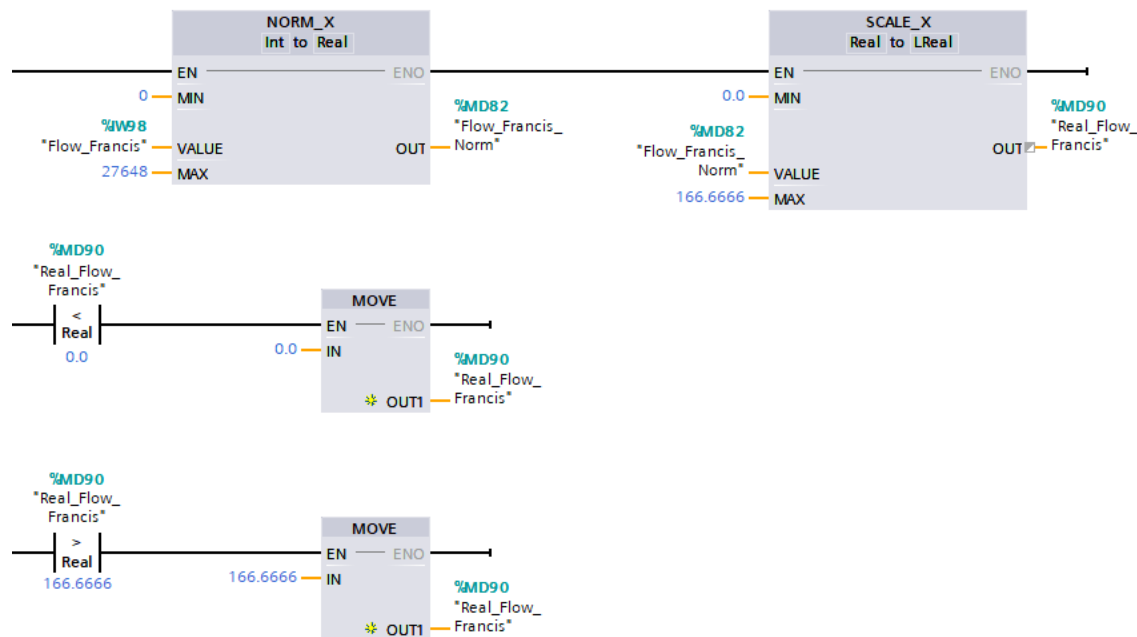 NORM_X
Int to Real
EN
ENO
0
MIN
%IW98
"Flow_Francis"
VALUE
27648
MAX
OUT
%MD82
"Flow_Francis_
Norm"
SCALE_X
Real to LReal
EN
ENO
0.0
MIN
%MD82
"Flow_Francis_
Norm"
VALUE
166.6666
MAX
OUT
%MD90
"Real_Flow_
Francis"
%MD90
"Real_Flow_
Francis"
<
Real
0.0
MOVE
EN
ENO
0.0
IN
OUT1
%MD90
"Real_Flow_
Francis"
%MD90
"Real_Flow_
Francis"
>
Real
166.6666
MOVE
EN
ENO
166.6666
IN
OUT1
%MD90
"Real_Flow_
Francis"